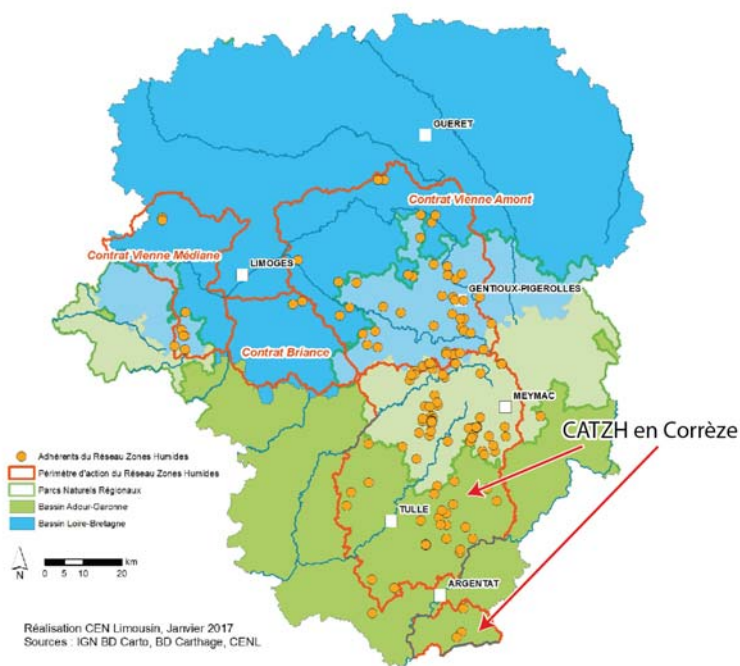 GUERET
Contrat Vienne Amont
Contrat Vienne Médiane
LIMOGES
GENTIOUX-PIGEROLLES
Contrat Briance
MEYMAC
CATZH en Corrèze
Adhérents du Réseau Zones Humides
Périmètre d'action du Réseau Zones Humides
Parcs Naturels Régionaux
Bassin Adour-Garonne
Bassin Loire-Bretagne
TULLE
km
0 5 10 20
N
ARGENTAT
Réalisation CEN Limousin, Janvier 2017
Sources : IGN BD Carto, BD Carthage, CENL